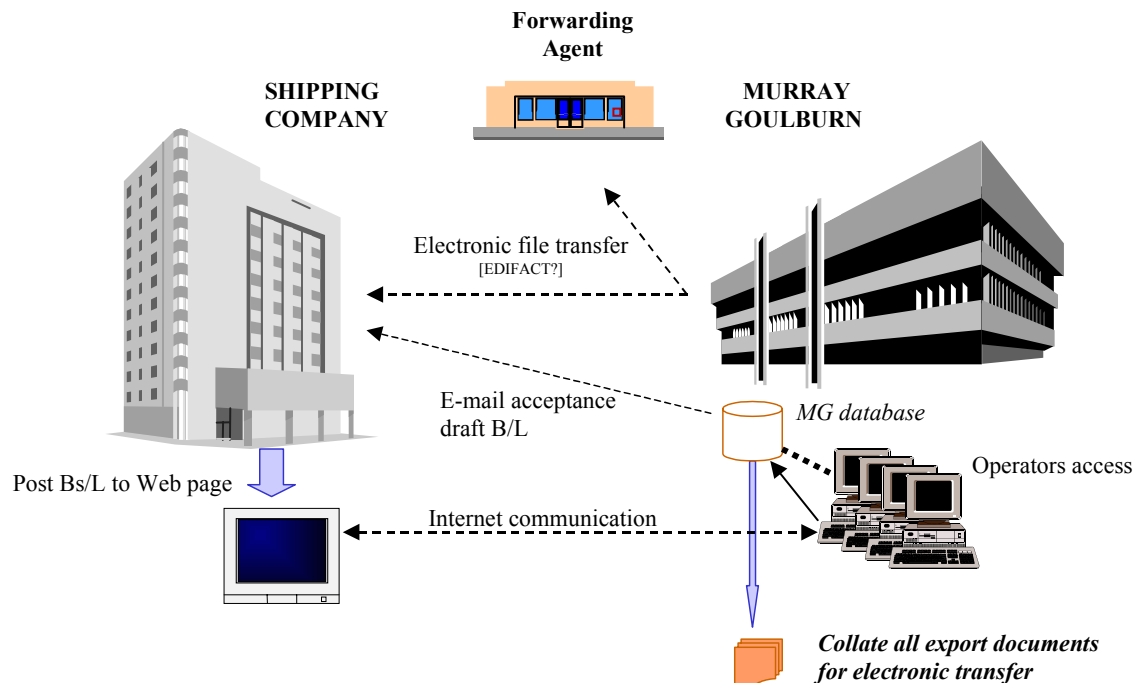 Forwarding
Agent
SHIPPING
COMPANY
MURRAY
GOULBURN
Electronic file transfer
[EDIFACT?]
E-mail acceptance
draft B/L
MG database
Operators access
Post Bs/L to Web page
Internet communication
Collate all export documents
for electronic transfer